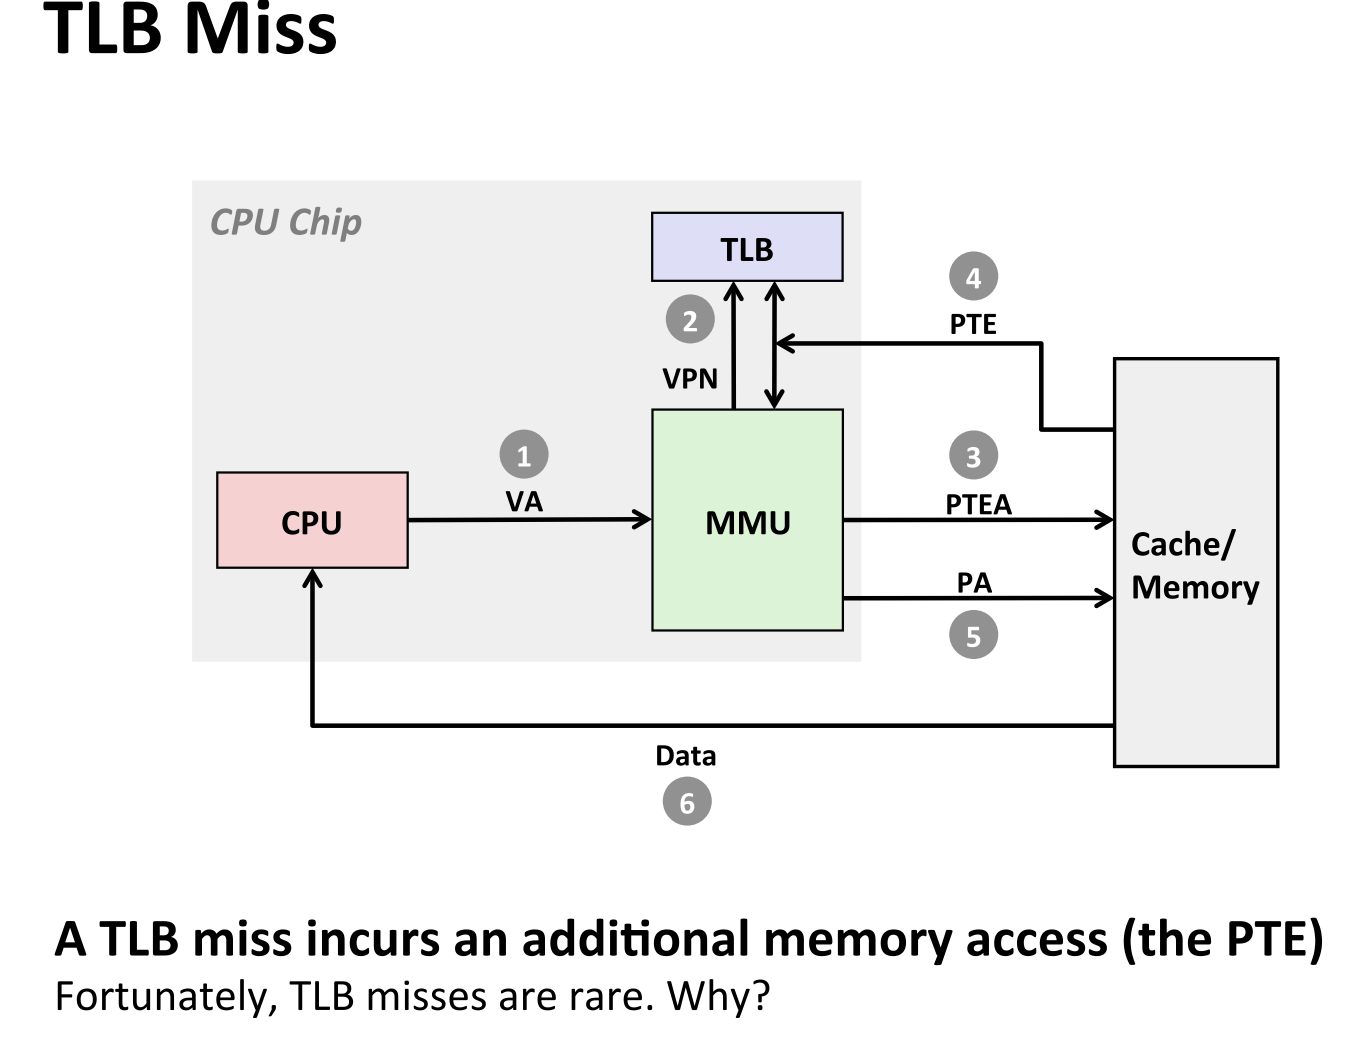 TLB Miss
CPU Chip
TLB
4
PTE
2
VPN
1
VA
3
PTEA
CPU
MMU
Cache/
Memory
PA
5
Data
6
A TLB miss incurs an additional memory access (the PTE)
Fortunately, TLB misses are rare. Why?